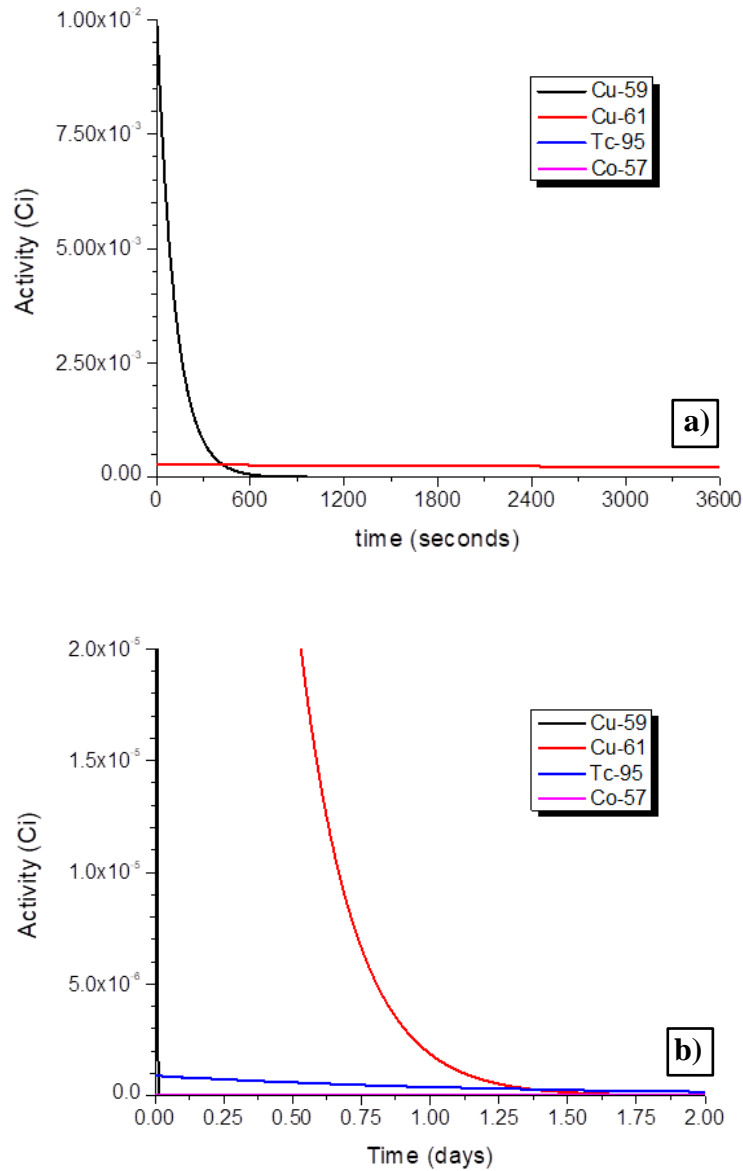 1.00x10⁻²
7.50x10⁻³
5.00x10⁻³
2.50x10⁻³
0.00
Activity (Ci)
Cu-59
Cu-61
Tc-95
Co-57
a)
0 600 1200 1800 2400 3000 3600
time (seconds)
2.0x10⁻⁵
1.5x10⁻⁵
1.0x10⁻⁵
5.0x10⁻⁶
0.0
Activity (Ci)
Cu-59
Cu-61
Tc-95
Co-57
b)
0.00 0.25 0.50 0.75 1.00 1.25 1.50 1.75 2.00
Time (days)